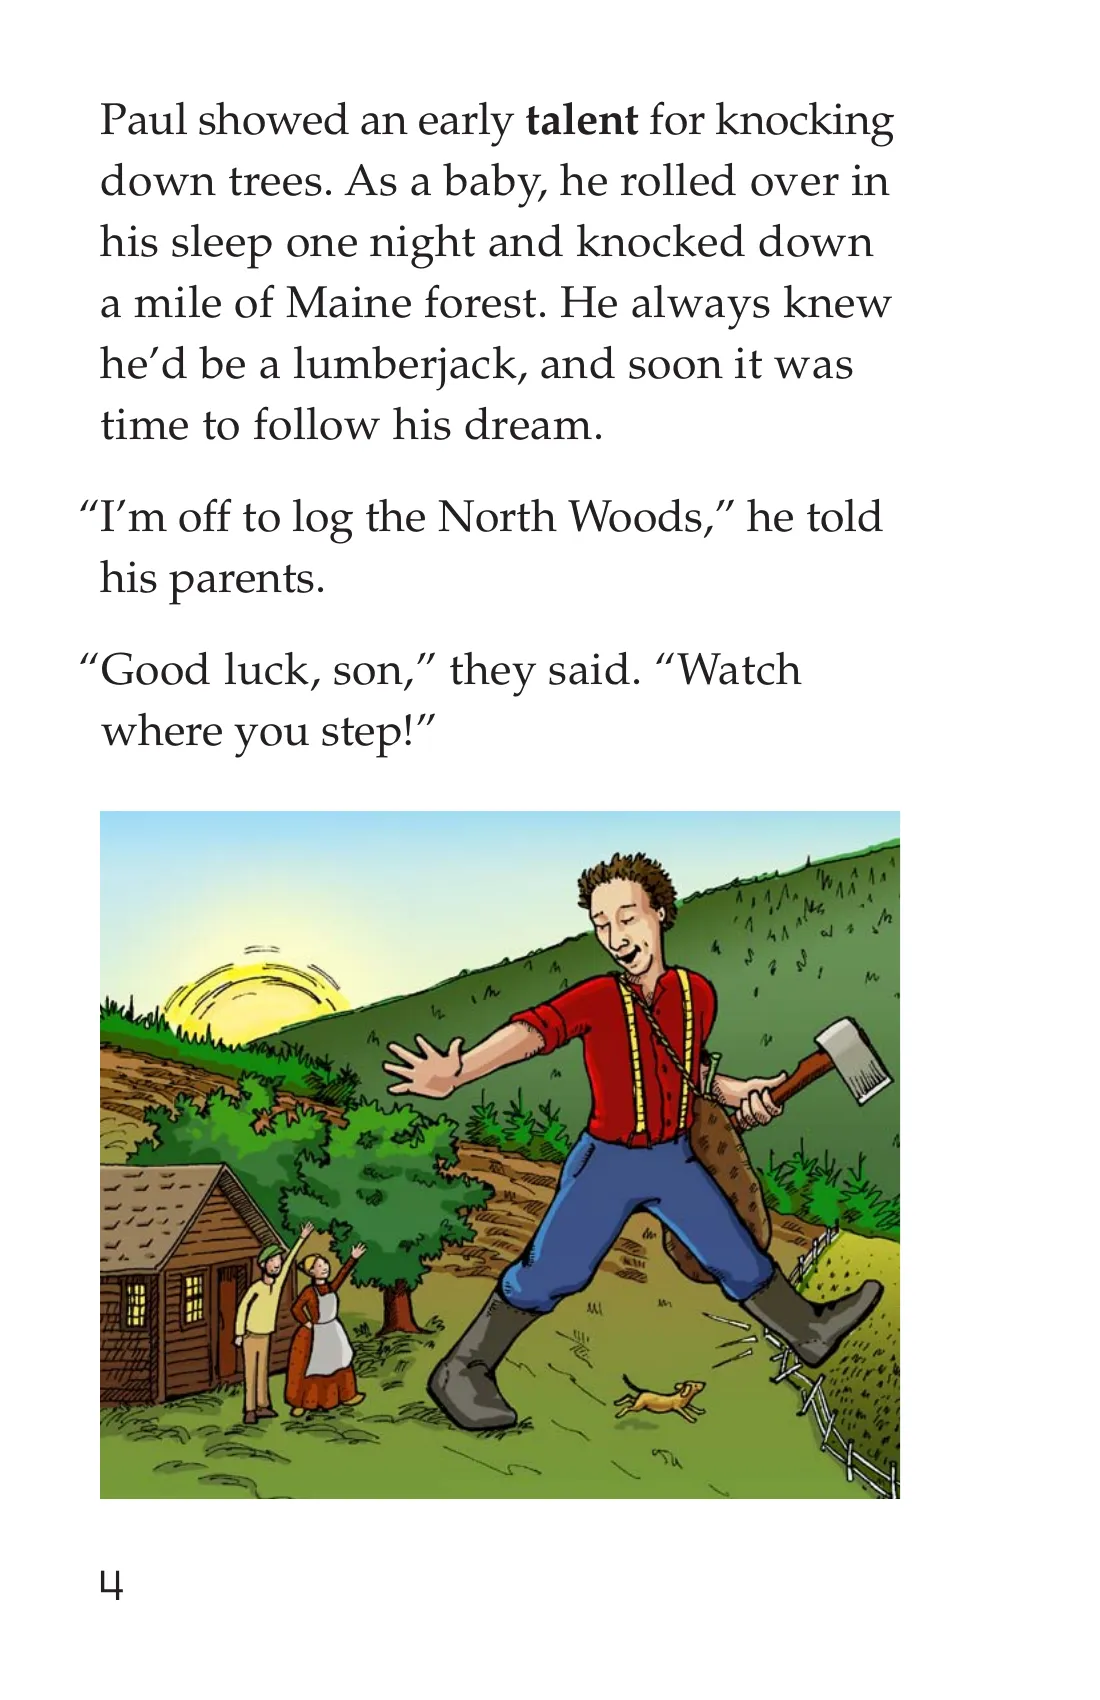 Paul showed an early talent for knocking
down trees. As a baby, he rolled over in
his sleep one night and knocked down
a mile of Maine forest. He always knew
he’d be a lumberjack, and soon it was
time to follow his dream.
“I’m off to log the North Woods,” he told
his parents.
“Good luck, son,” they said. “Watch
where you step!”
4